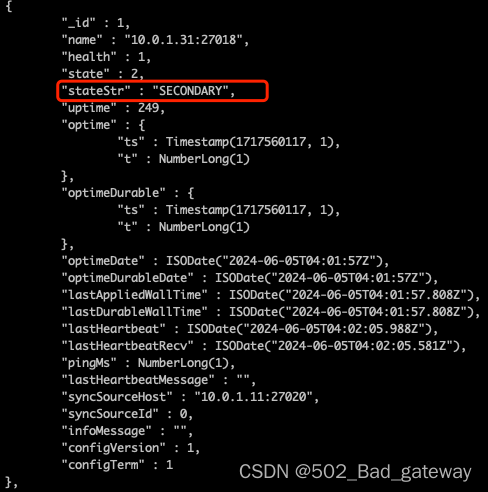 {
"_id" : 1,
"name" : "10.0.1.31:27018",
"health" : 1,
"state" : 2,
"stateStr" : "SECONDARY",
"uptime" : 249,
"optime" : {
"ts" : Timestamp(1717560117, 1),
"t" : NumberLong(1)
},
"optimeDurable" : {
"ts" : Timestamp(1717560117, 1),
"t" : NumberLong(1)
},
"optimeDate" : ISODate("2024-06-05T04:01:57Z"),
"optimeDurableDate" : ISODate("2024-06-05T04:01:57Z"),
"lastAppliedWallTime" : ISODate("2024-06-05T04:01:57.808Z"),
"lastDurableWallTime" : ISODate("2024-06-05T04:01:57.808Z"),
"lastHeartbeat" : ISODate("2024-06-05T04:02:05.988Z"),
"lastHeartbeatRecv" : ISODate("2024-06-05T04:02:05.581Z"),
"pingMs" : NumberLong(1),
"lastHeartbeatMessage" : "",
"syncSourceHost" : "10.0.1.11:27020",
"syncSourceId" : 0,
"infoMessage" : "",
"configVersion" : 1,
"configTerm" : 1
},
CSDN @502_Bad_gateway